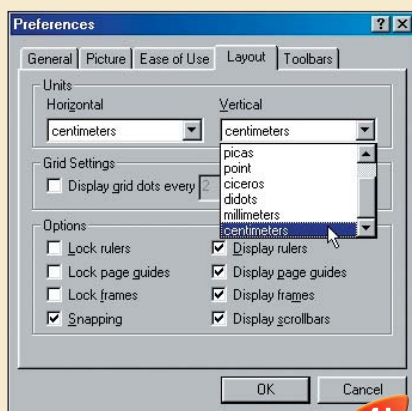 Preferences
General Picture Ease of Use Layout Toolbars
Units
Horizontal Vertical
centimeters centimeters
picas
point
ciceros
didots
millimeters
centimeters
Grid Settings
Display grid dots every 2
Options
Lock rulers Display rulers
Lock page guides Display page guides
Lock frames Display frames
Snapping Display scrollbars
OK Cancel